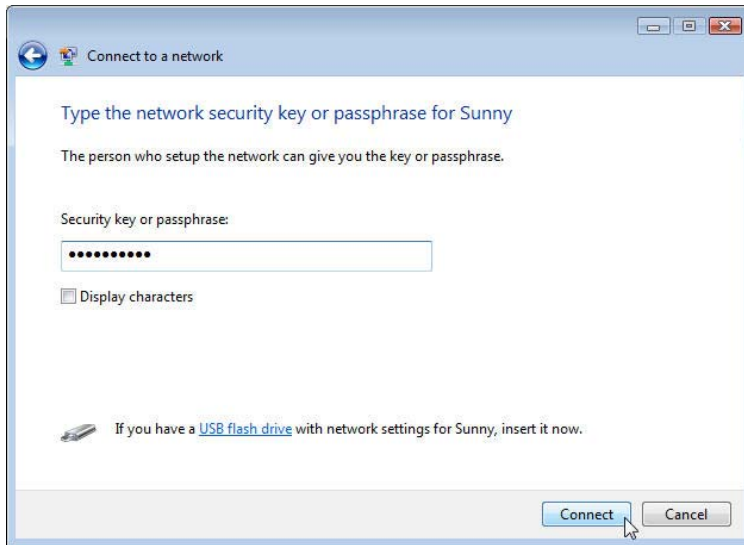 Connect to a network
Type the network security key or passphrase for Sunny
The person who setup the network can give you the key or passphrase.
Security key or passphrase:
••••••••••
Display characters
If you have a USB flash drive with network settings for Sunny, insert it now.
Connect
Cancel